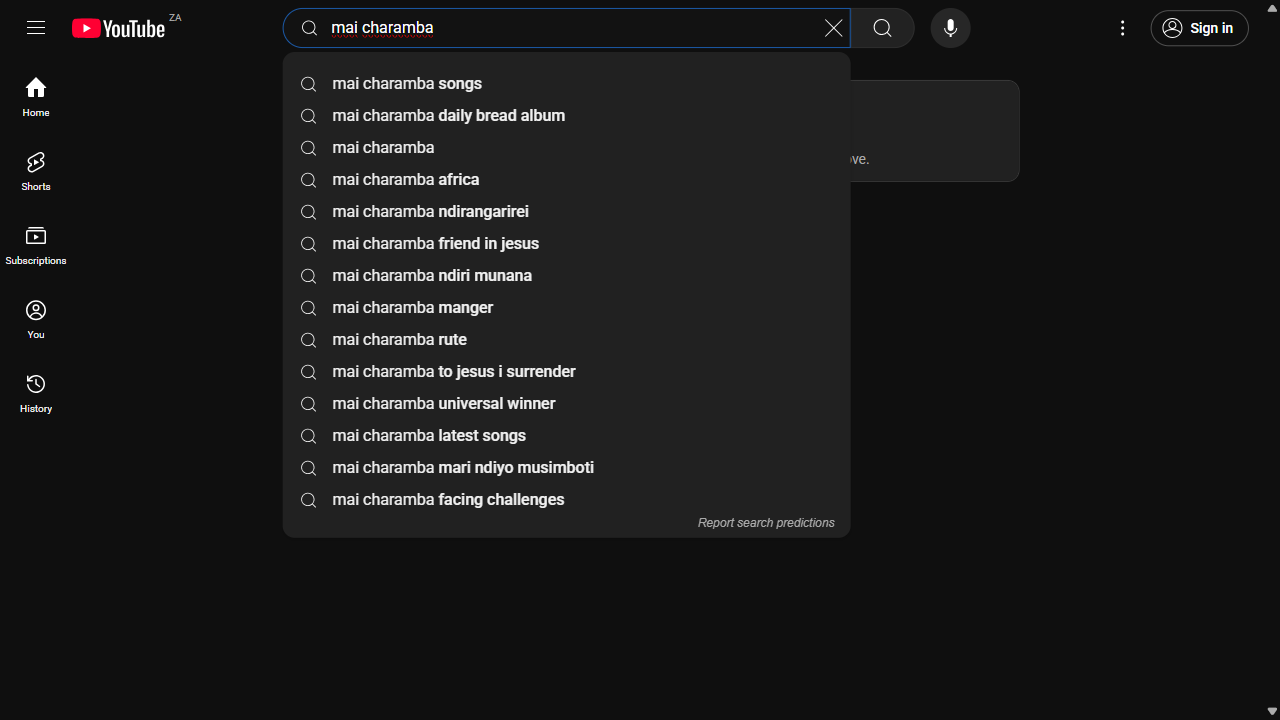 YouTube ZA
mai charamba
Sign in
mai charamba songs
mai charamba daily bread album
mai charamba
mai charamba africa
mai charamba ndirangarirei
mai charamba friend in jesus
mai charamba ndiri munana
mai charamba manger
mai charamba rute
mai charamba to jesus i surrender
mai charamba universal winner
mai charamba latest songs
mai charamba mari ndiyo musimboti
mai charamba facing challenges
Report search predictions
Home
Shorts
Subscriptions
You
History